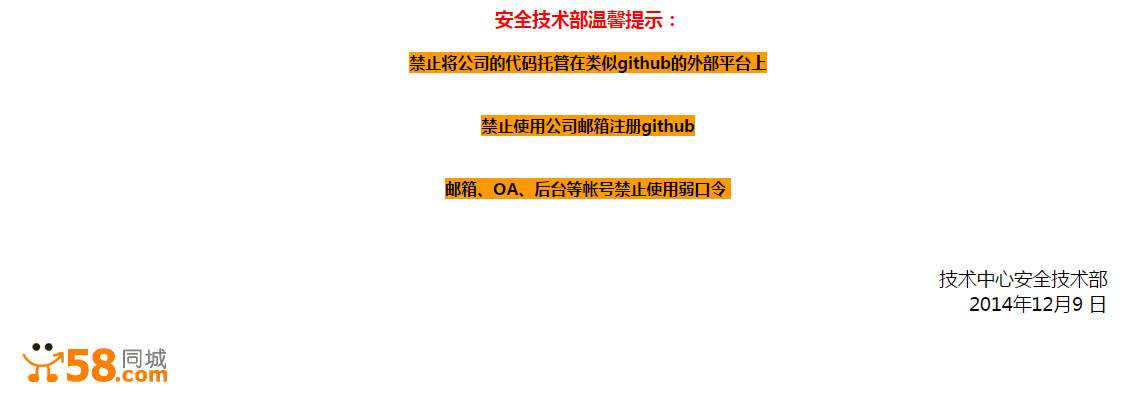 安全技术部温馨提示：
禁止将公司的代码托管在类似github的外部平台上
禁止使用公司邮箱注册github
邮箱、OA、后台等帐号禁止使用弱口令
技术中心安全技术部
2014年12月9 日
58同城
.com